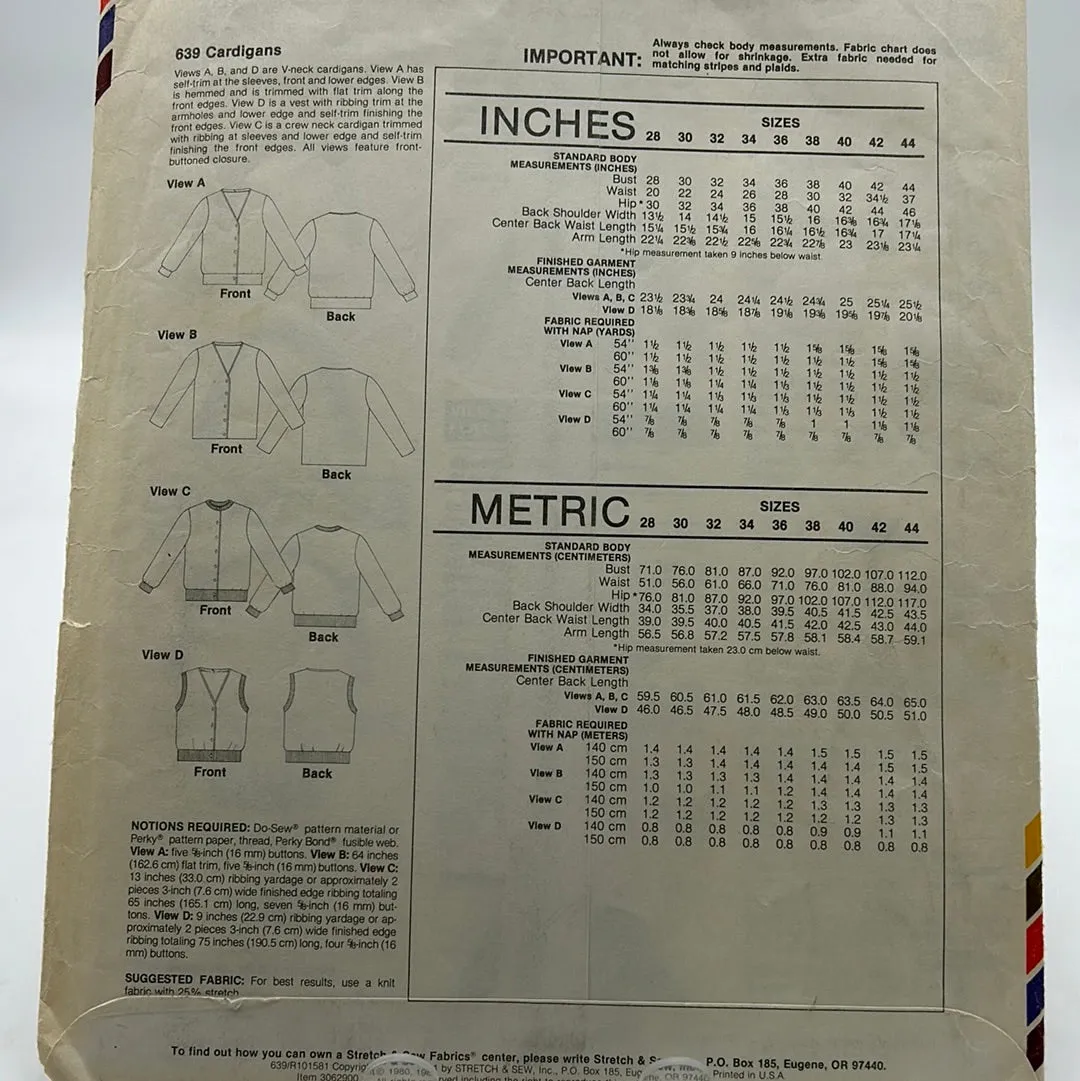 639 Cardigans
Views A, B, and D are V-neck cardigans. View A has
self-trim at the sleeves, front and lower edges. View B
is hemmed and is trimmed with flat trim along the
front edges. View D is a vest with ribbing trim at the
armholes and lower edge and self-trim finishing the
front edges. View C is a crew neck cardigan trimmed
with ribbing at sleeves and lower edge and self-trim
finishing the front edges. All views feature front-
buttoned closure.
View A
Front
Back
View B
Front
Back
View C
Front
Back
View D
Front
Back
NOTIONS REQUIRED: Do-Sew® pattern material or
Perky® pattern paper, thread, Perky Bond® fusible web.
View A: five ⅝-inch (16 mm) buttons. View B: 64 inches
(162.6 cm) flat trim, five ⅝-inch (16 mm) buttons. View C:
13 inches (33.0 cm) ribbing yardage or approximately 2
pieces 3-inch (7.6 cm) wide finished edge ribbing totaling
65 inches (165.1 cm) long, seven ⅝-inch (16 mm) but-
tons. View D: 9 inches (22.9 cm) ribbing yardage or ap-
proximately 2 pieces 3-inch (7.6 cm) wide finished edge
ribbing totaling 75 inches (190.5 cm) long, four ⅝-inch (16
mm) buttons.
SUGGESTED FABRIC: For best results, use a knit
fabric with 25% stretch
IMPORTANT: Always check body measurements. Fabric chart does
not allow for shrinkage. Extra fabric needed for
matching stripes and plaids.
INCHES SIZES
28 30 32 34 36 38 40 42 44
STANDARD BODY
MEASUREMENTS (INCHES)
Bust 28 30 32 34 36 38 40 42 44
Waist 20 22 24 26 28 30 32 34½ 37
Hip* 30 32 34 36 38 40 42 44 46
Back Shoulder Width 13½ 14 14½ 15 15½ 16 16⅜ 16¾ 17⅛
Center Back Waist Length 15¼ 15½ 15¾ 16 16¼ 16½ 16¾ 17 17¼
Arm Length 22¼ 22⅜ 22½ 22⅝ 22¾ 22⅞ 23 23⅛ 23¼
*Hip measurement taken 9 inches below waist.
FINISHED GARMENT
MEASUREMENTS (INCHES)
Center Back Length
Views A, B, C 23½ 23¾ 24 24¼ 24½ 24¾ 25 25¼ 25½
View D 18⅛ 18⅜ 18⅝ 18⅞ 19⅛ 19⅜ 19⅝ 19⅞ 20⅛
FABRIC REQUIRED
WITH NAP (YARDS)
View A 54" 1½ 1½ 1½ 1½ 1½ 1⅝ 1⅝ 1⅝ 1⅝
60" 1½ 1½ 1½ 1½ 1½ 1½ 1½ 1⅝ 1⅝
View B 54" 1⅜ 1⅜ 1½ 1½ 1½ 1½ 1½ 1½ 1½
60" 1⅛ 1⅛ 1¼ 1¼ 1⅓ 1½ 1½ 1½ 1½
View C 54" 1¼ 1¼ 1⅓ 1⅓ 1⅓ 1½ 1½ 1½ 1½
60" 1¼ 1¼ 1¼ 1¼ 1⅓ 1⅓ 1½ 1½ 1½
View D 54" ⅞ ⅞ ⅞ ⅞ ⅞ 1 1 1⅛ 1⅛
60" ⅞ ⅞ ⅞ ⅞ ⅞ ⅞ ⅞ ⅞ ⅞
METRIC SIZES
28 30 32 34 36 38 40 42 44
STANDARD BODY
MEASUREMENTS (CENTIMETERS)
Bust 71.0 76.0 81.0 87.0 92.0 97.0 102.0 107.0 112.0
Waist 51.0 56.0 61.0 66.0 71.0 76.0 81.0 88.0 94.0
Hip* 76.0 81.0 87.0 92.0 97.0 102.0 107.0 112.0 117.0
Back Shoulder Width 34.0 35.5 37.0 38.0 39.5 40.5 41.5 42.5 43.5
Center Back Waist Length 39.0 39.5 40.0 40.5 41.5 42.0 42.5 43.0 44.0
Arm Length 56.5 56.8 57.2 57.5 57.8 58.1 58.4 58.7 59.1
*Hip measurement taken 23.0 cm below waist.
FINISHED GARMENT
MEASUREMENTS (CENTIMETERS)
Center Back Length
Views A, B, C 59.5 60.5 61.0 61.5 62.0 63.0 63.5 64.0 65.0
View D 46.0 46.5 47.5 48.0 48.5 49.0 50.0 50.5 51.0
FABRIC REQUIRED
WITH NAP (METERS)
View A 140 cm 1.4 1.4 1.4 1.4 1.4 1.5 1.5 1.5 1.5
150 cm 1.3 1.3 1.4 1.4 1.4 1.4 1.4 1.5 1.5
View B 140 cm 1.3 1.3 1.3 1.3 1.4 1.4 1.4 1.4 1.4
150 cm 1.0 1.0 1.1 1.1 1.2 1.4 1.4 1.4 1.4
View C 140 cm 1.2 1.2 1.2 1.2 1.2 1.3 1.3 1.3 1.3
150 cm 1.2 1.2 1.2 1.2 1.2 1.2 1.2 1.3 1.3
View D 140 cm 0.8 0.8 0.8 0.8 0.8 0.9 0.9 1.1 1.1
150 cm 0.8 0.8 0.8 0.8 0.8 0.8 0.8 0.8 0.8
To find out how you can own a Stretch & Sew Fabrics® center, please write Stretch & P.O. Box 185, Eugene, OR 97440.
639/R101581 1980, by STRETCH & SEW, Inc., P.O. Box 185, OR 97440 Printed in U.S.A.
Item 3062900